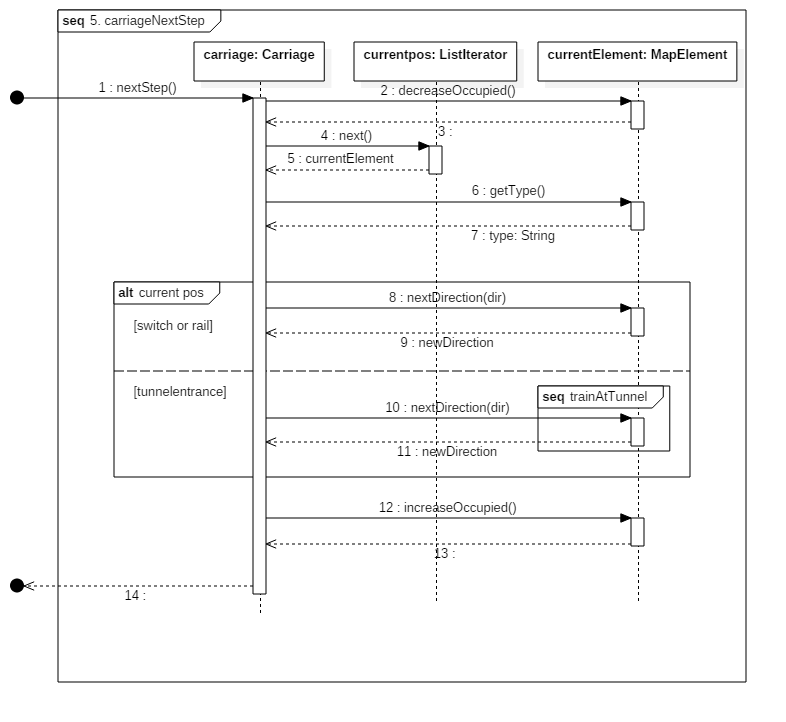 seq 5. carriageNextStep
carriage: Carriage
currentpos: ListIterator
currentElement: MapElement
1 : nextStep()
2 : decreaseOccupied()
3 :
4 : next()
5 : currentElement
6 : getType()
7 : type: String
alt current pos
8 : nextDirection(dir)
[switch or rail]
9 : newDirection
[tunnelentrance]
seq trainAtTunnel
10 : nextDirection(dir)
11 : newDirection
12 : increaseOccupied()
13 :
14 :